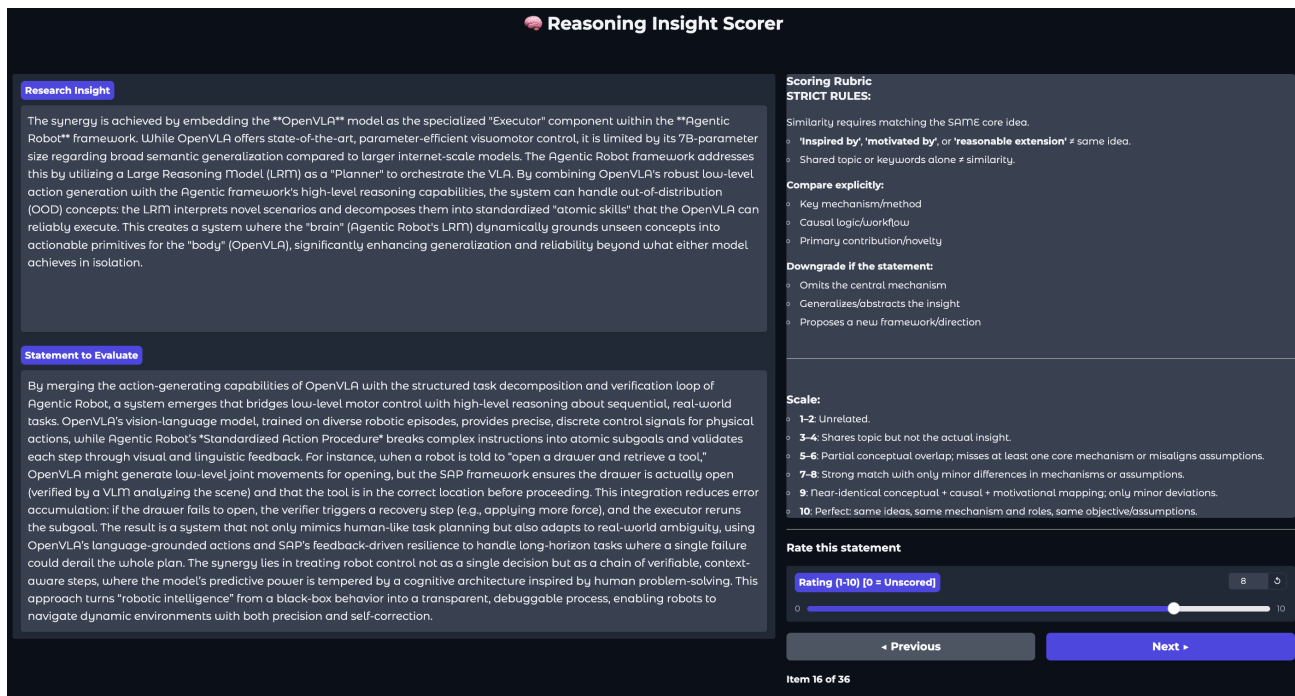 🧠 Reasoning Insight Scorer
Research Insight
The synergy is achieved by embedding the **OpenVLA** model as the specialized "Executor" component within the **Agentic
Robot** framework. While OpenVLA offers state-of-the-art, parameter-efficient visuomotor control, it is limited by its 7B-parameter
size regarding broad semantic generalization compared to larger internet-scale models. The Agentic Robot framework addresses
this by utilizing a Large Reasoning Model (LRM) as a "Planner" to orchestrate the VLA. By combining OpenVLA's robust low-level
action generation with the Agentic framework's high-level reasoning capabilities, the system can handle out-of-distribution
(OOD) concepts: the LRM interprets novel scenarios and decomposes them into standardized "atomic skills" that the OpenVLA can
reliably execute. This creates a system where the "brain" (Agentic Robot's LRM) dynamically grounds unseen concepts into
actionable primitives for the "body" (OpenVLA), significantly enhancing generalization and reliability beyond what either model
achieves in isolation.
Statement to Evaluate
By merging the action-generating capabilities of OpenVLA with the structured task decomposition and verification loop of
Agentic Robot, a system emerges that bridges low-level motor control with high-level reasoning about sequential, real-world
tasks. OpenVLA's vision-language model, trained on diverse robotic episodes, provides precise, discrete control signals for physical
actions, while Agentic Robot's *Standardized Action Procedure* breaks complex instructions into atomic subgoals and validates
each step through visual and linguistic feedback. For instance, when a robot is told to "open a drawer and retrieve a tool,"
OpenVLA might generate low-level joint movements for opening, but the SAP framework ensures the drawer is actually open
(verified by a VLM analyzing the scene) and that the tool is in the correct location before proceeding. This integration reduces error
accumulation: if the drawer fails to open, the verifier triggers a recovery step (e.g., applying more force), and the executor reruns
the subgoal. The result is a system that not only mimics human-like task planning but also adapts to real-world ambiguity, using
OpenVLA's language-grounded actions and SAP's feedback-driven resilience to handle long-horizon tasks where a single failure
could derail the whole plan. The synergy lies in treating robot control not as a single decision but as a chain of verifiable, context-
aware steps, where the model's predictive power is tempered by a cognitive architecture inspired by human problem-solving. This
approach turns "robotic intelligence" from a black-box behavior into a transparent, debuggable process, enabling robots to
navigate dynamic environments with both precision and self-correction.
Scoring Rubric
STRICT RULES:
Similarity requires matching the SAME core idea.
◦ 'Inspired by', 'motivated by', or 'reasonable extension' ≠ same idea.
◦ Shared topic or keywords alone ≠ similarity.
Compare explicitly:
◦ Key mechanism/method
◦ Causal logic/workflow
◦ Primary contribution/novelty
Downgrade if the statement:
◦ Omits the central mechanism
◦ Generalizes/abstracts the insight
◦ Proposes a new framework/direction
Scale:
◦ 1–2: Unrelated.
◦ 3–4: Shares topic but not the actual insight.
◦ 5–6: Partial conceptual overlap; misses at least one core mechanism or misaligns assumptions.
◦ 7–8: Strong match with only minor differences in mechanisms or assumptions.
◦ 9: Near-identical conceptual + causal + motivational mapping; only minor deviations.
◦ 10: Perfect: same ideas, same mechanism and roles, same objective/assumptions.
Rate this statement
Rating (1-10) [0 = Unscored]
8 ↺
0 10
◂ Previous
Next ▸
Item 16 of 36